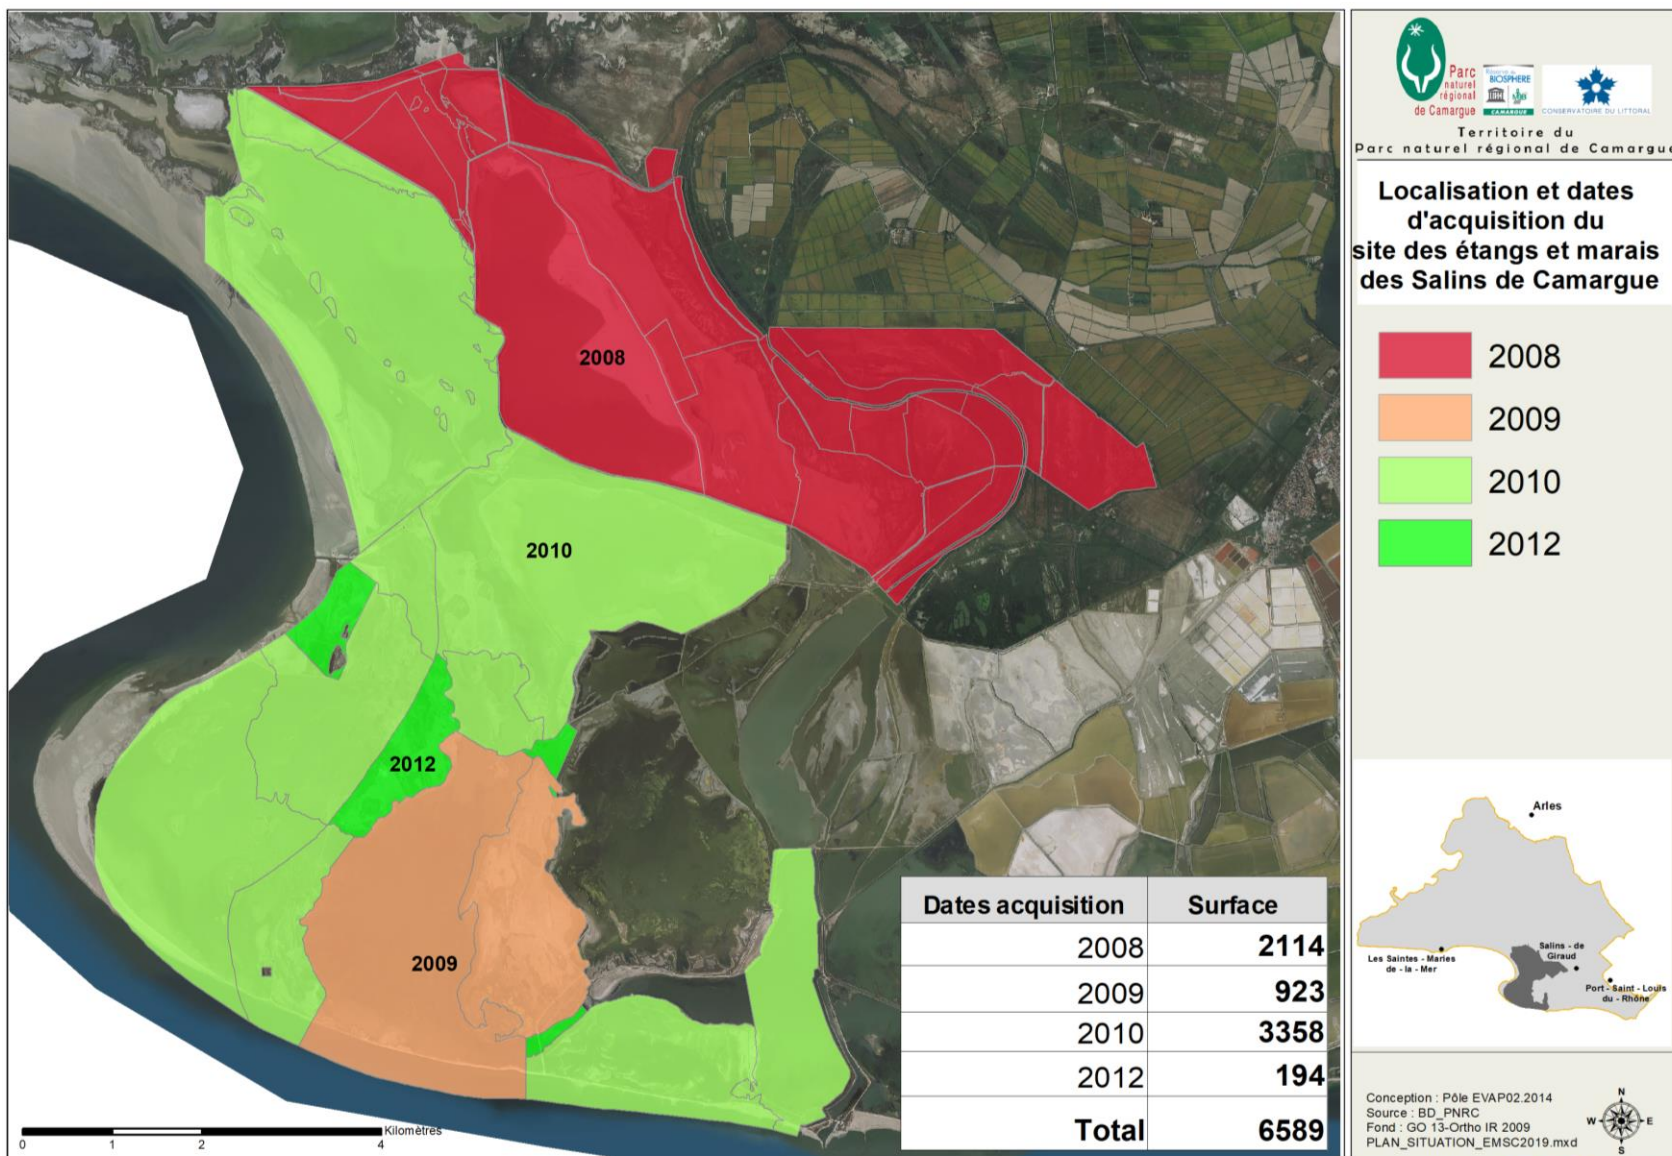 2008
2010
2012
2009
0 1 2 4 Kilomètres
Dates acquisition Surface
2008 2114
2009 923
2010 3358
2012 194
Total 6589
Parc
naturel
régional
de Camargue
BIOSPHERE
CAMARGUE
CONSERVATOIRE DU LITTORAL
Territoire du
Parc naturel régional de Camargue
Localisation et dates
d'acquisition du
site des étangs et marais
des Salins de Camargue
2008
2009
2010
2012
Arles
Les Saintes - Maries
de - la - Mer
Salins - de
Giraud
Port - Saint - Louis
du - Rhône
Conception : Pôle EVAP02.2014
Source : BD_PNRC
Fond : GO 13-Ortho IR 2009
PLAN_SITUATION_EMSC2019.mxd
N
W E
S